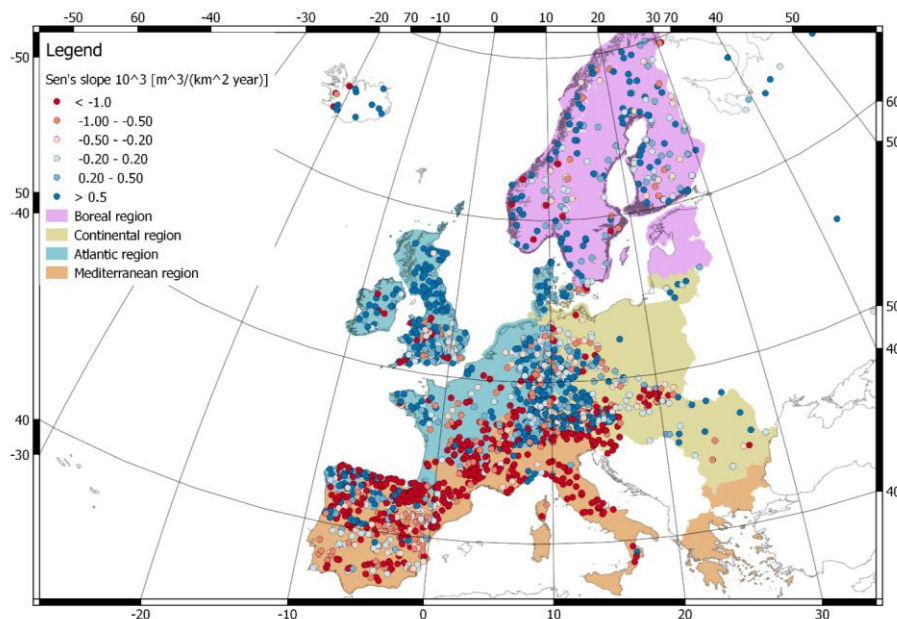 -50 -40 -30 -20 70 -10 0 10 20 30 70 40 50
Legend
Sen's slope 10^3 [m^3/(km^2 year)]
< -1.0
-1.00 - -0.50
-0.50 - -0.20
-0.20 - 0.20
0.20 - 0.50
> 0.5
Boreal region
Continental region
Atlantic region
Mediterranean region
-50
50
-40
40
-30
60
50
50
40
40
-20 -10 0 10 20 30